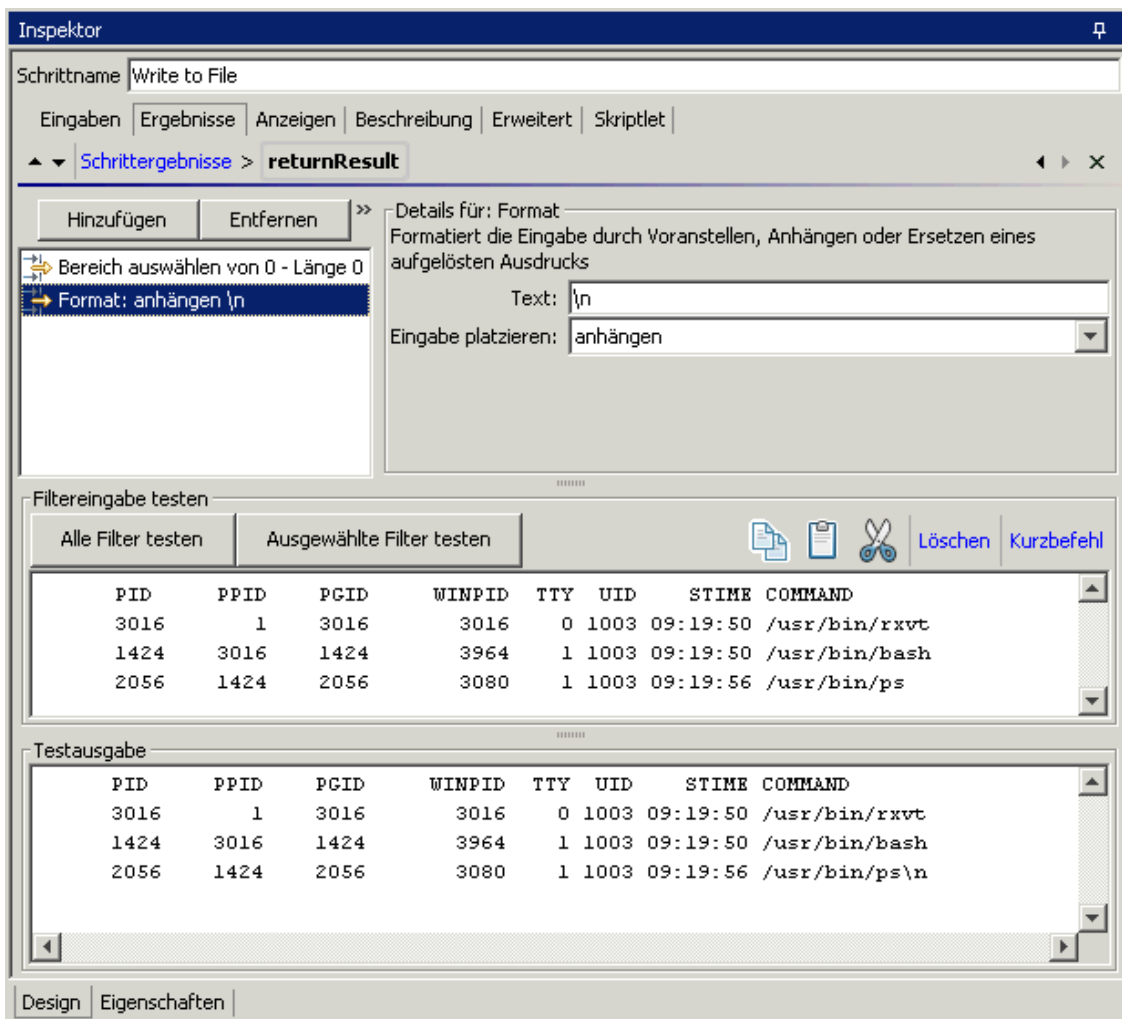 Inspektor
Schrittname Write to File
Eingaben Ergebnisse Anzeigen Beschreibung Erweitert Skriptlet
Schrittergebnisse > returnResult
Hinzufügen Entfernen »
Bereich auswählen von 0 - Länge 0
Format: anhängen \n
Details für: Format
Formatiert die Eingabe durch Voranstellen, Anhängen oder Ersetzen eines
aufgelösten Ausdrucks
Text: \n
Eingabe platzieren: anhängen
Filtereingabe testen
Alle Filter testen Ausgewählte Filter testen Löschen Kurzbefehl
PID PPID PGID WINPID TTY UID STIME COMMAND
3016 1 3016 3016 0 1003 09:19:50 /usr/bin/rxvt
1424 3016 1424 3964 1 1003 09:19:50 /usr/bin/bash
2056 1424 2056 3080 1 1003 09:19:56 /usr/bin/ps
Testausgabe
PID PPID PGID WINPID TTY UID STIME COMMAND
3016 1 3016 3016 0 1003 09:19:50 /usr/bin/rxvt
1424 3016 1424 3964 1 1003 09:19:50 /usr/bin/bash
2056 1424 2056 3080 1 1003 09:19:56 /usr/bin/ps\n
Design Eigenschaften